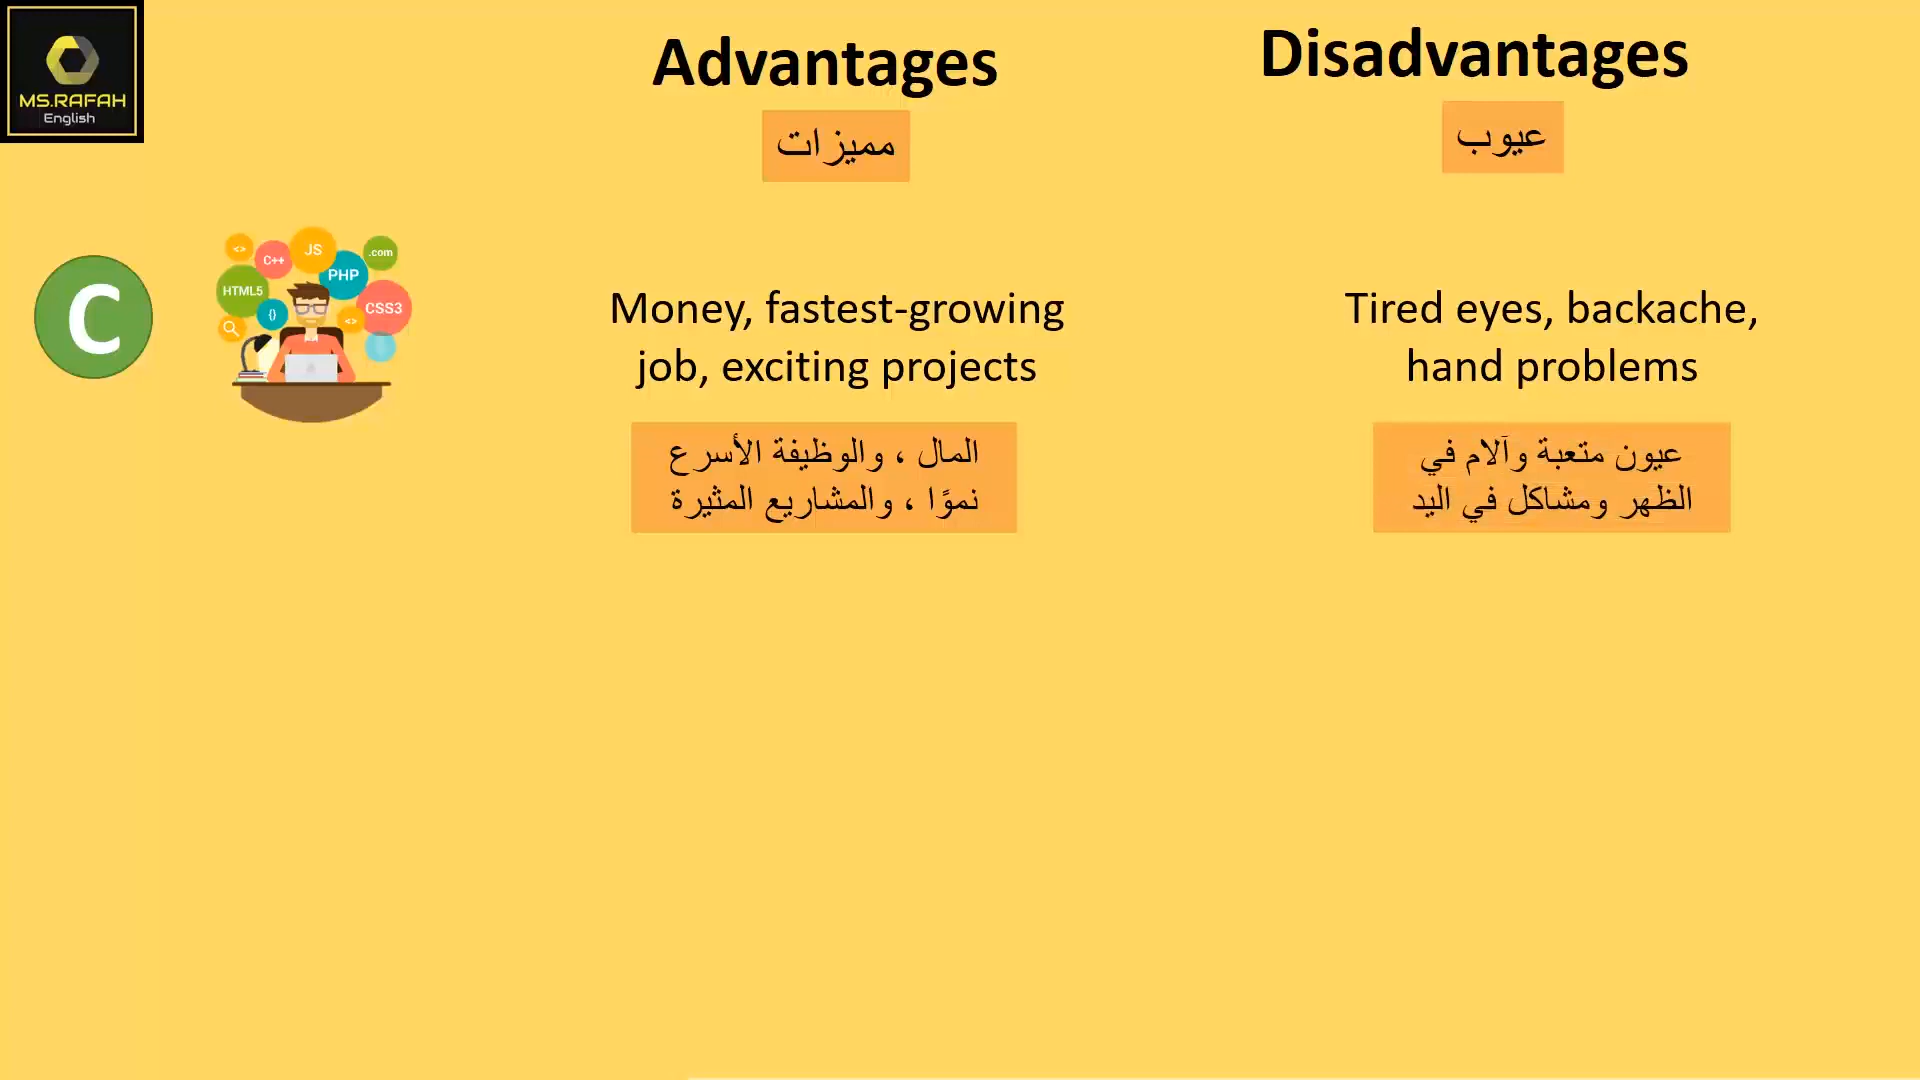 MS.RAFAH
English
Advantages
Disadvantages
مميزات
عيوب
C
<>
C++
JS
PHP
.com
HTML5
{}
<>
CSS3
Money, fastest-growing
job, exciting projects
Tired eyes, backache,
hand problems
المال ، والوظيفة الأسرع
نموًا ، والمشاريع المثيرة
عيون متعبة وآلام في
الظهر ومشاكل في اليد